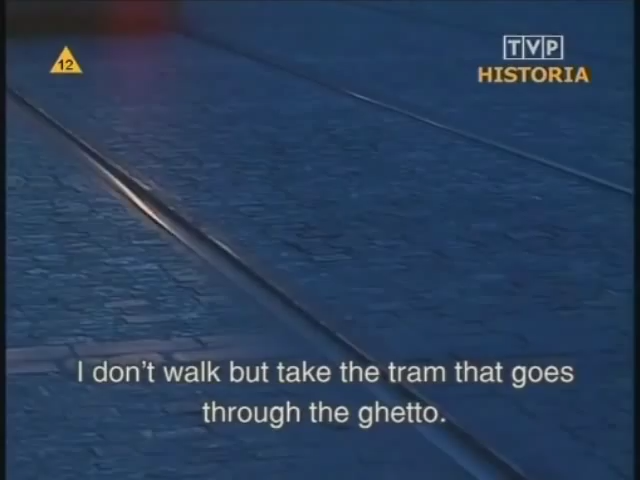 12
TVP
HISTORIA
I don't walk but take the tram that goes
through the ghetto.